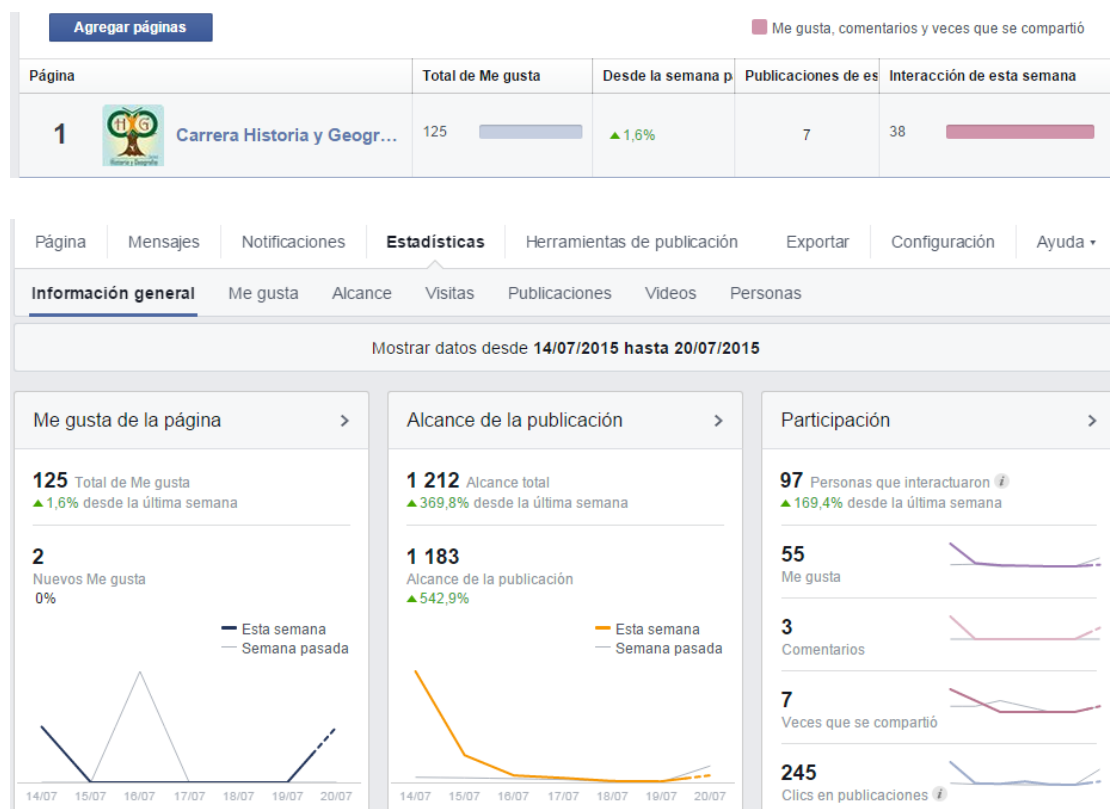 Agregar páginas
Me gusta, comentarios y veces que se compartió
Página Total de Me gusta Desde la semana p Publicaciones de es Interacción de esta semana
1 HG Carrera Historia y Geogr... 125 ▲1,6% 7 38
Historia y Geografía
Página Mensajes Notificaciones Estadísticas Herramientas de publicación Exportar Configuración Ayuda
Información general Me gusta Alcance Visitas Publicaciones Videos Personas
Mostrar datos desde 14/07/2015 hasta 20/07/2015
Me gusta de la página
125 Total de Me gusta
▲1,6% desde la última semana
2
Nuevos Me gusta
0%
Esta semana
Semana pasada
14/07 15/07 16/07 17/07 18/07 19/07 20/07
Alcance de la publicación
1 212 Alcance total
▲369,8% desde la última semana
1 183
Alcance de la publicación
▲542,9%
Esta semana
Semana pasada
14/07 15/07 16/07 17/07 18/07 19/07 20/07
Participación
97 Personas que interactuaron i
▲169,4% desde la última semana
55
Me gusta
3
Comentarios
7
Veces que se compartió
245
Clics en publicaciones i